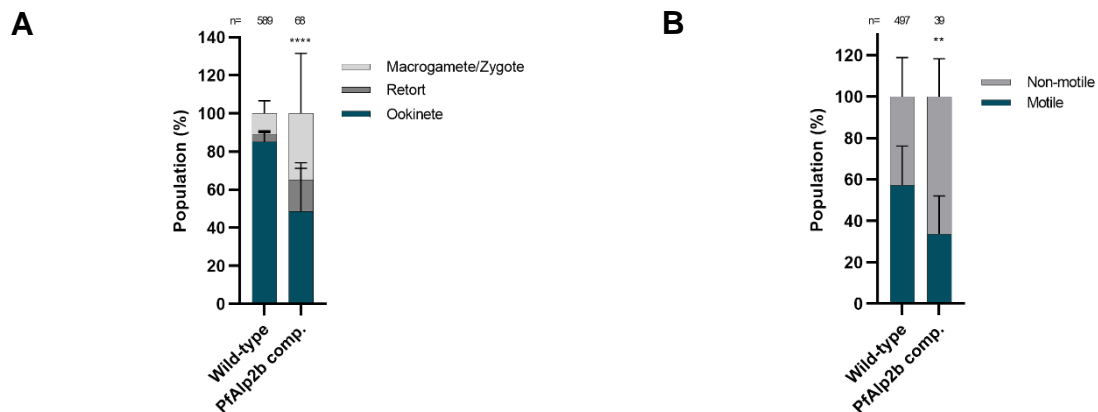 A
n= 589 68
****
140
120
100
80
60
40
20
0
Population (%)
Wild-type
PfAlp2b comp.
Macrogamete/Zygote
Retort
Ookinete
B
n= 497 39
**
120
100
80
60
40
20
0
Population (%)
Wild-type
PfAlp2b comp.
Non-motile
Motile